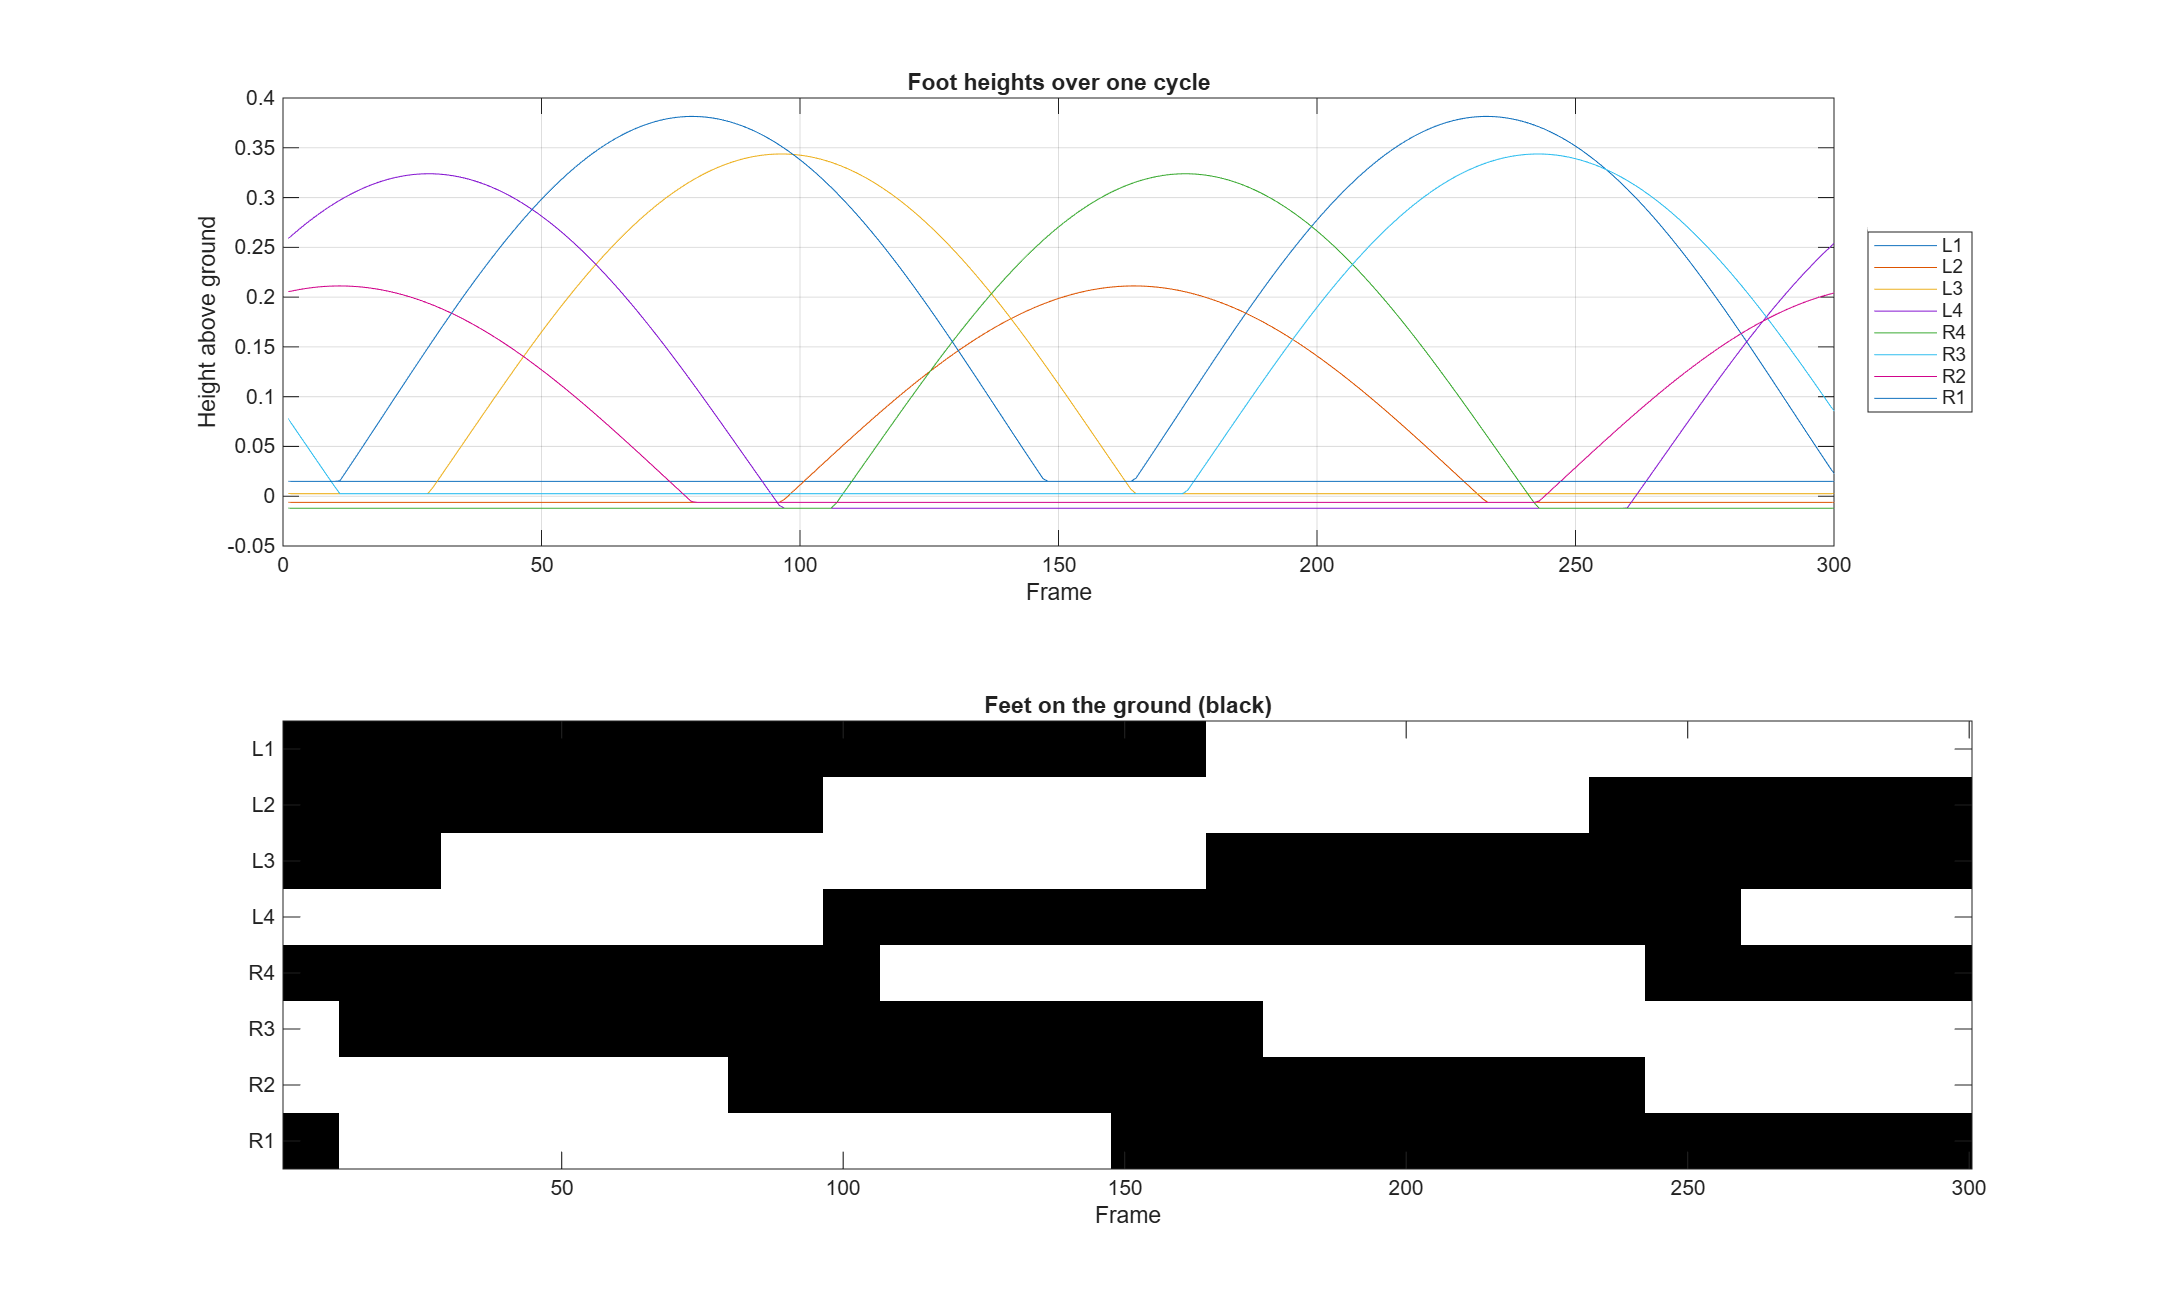 Foot heights over one cycle
0.4
0.35
0.3
0.25
0.2
0.15
0.1
0.05
0
-0.05
Height above ground
0 50 100 150 200 250 300
Frame
L1
L2
L3
L4
R4
R3
R2
R1
Feet on the ground (black)
L1
L2
L3
L4
R4
R3
R2
R1
50 100 150 200 250 300
Frame